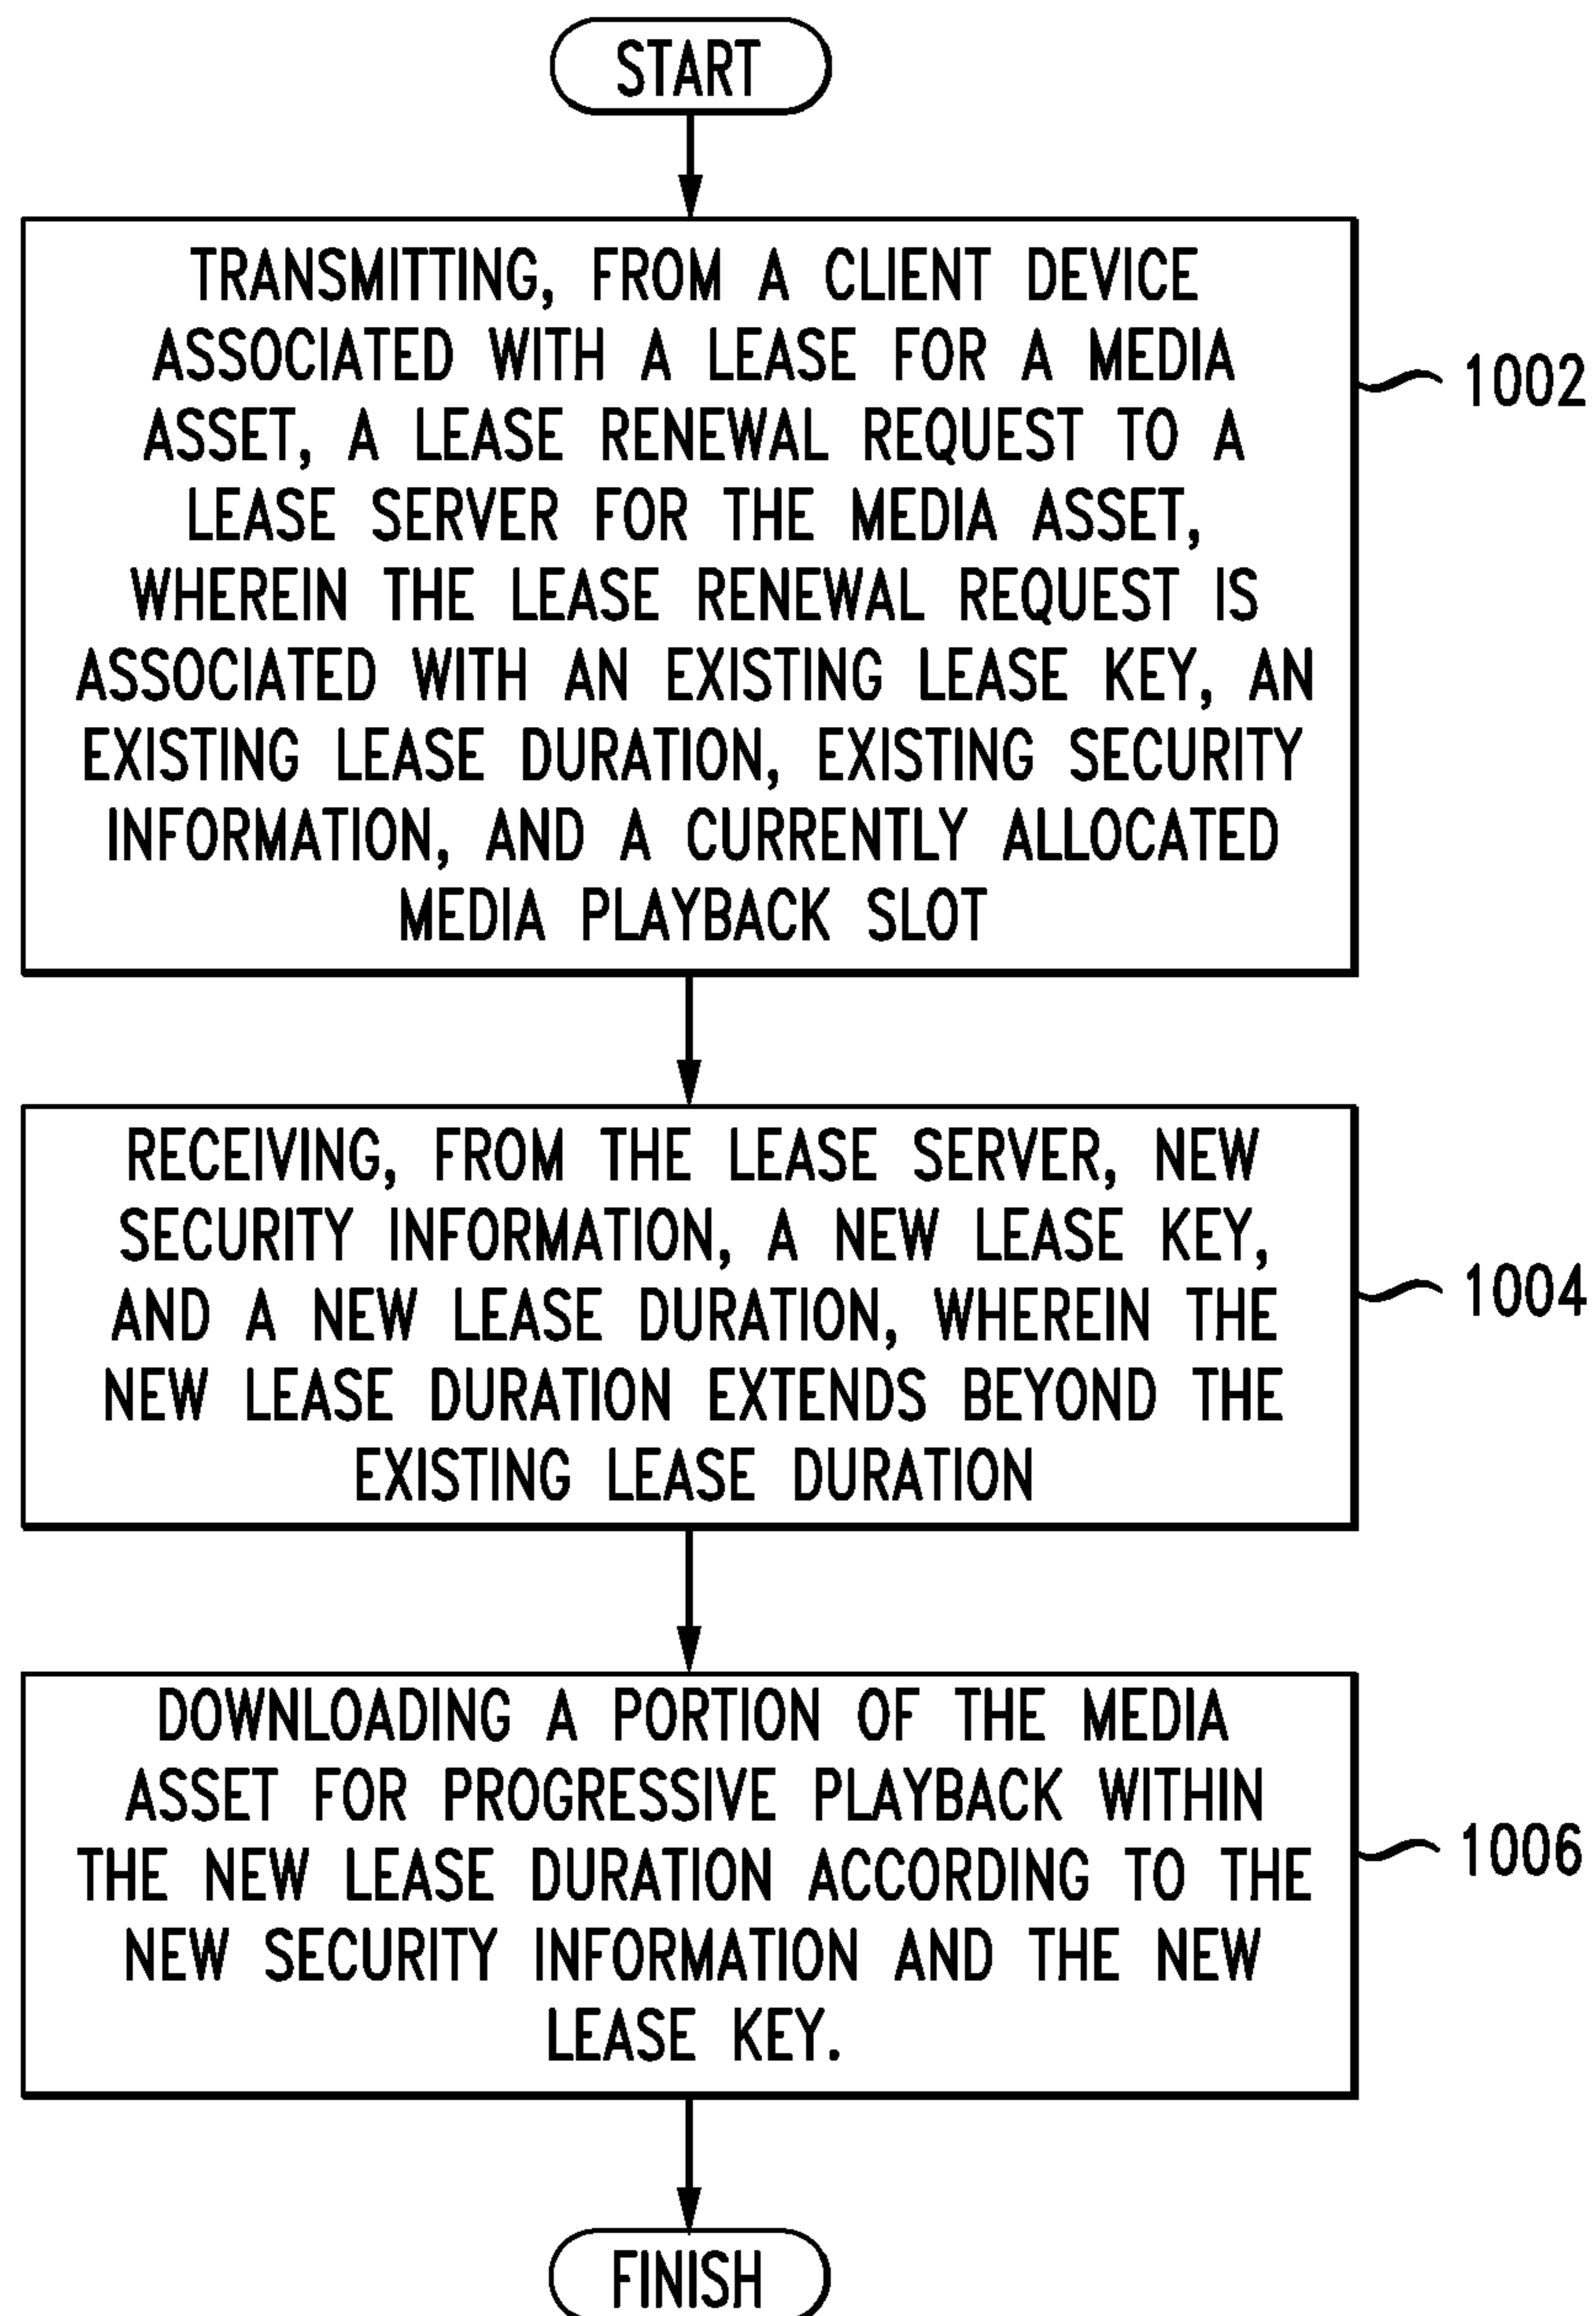 START
TRANSMITTING, FROM A CLIENT DEVICE
ASSOCIATED WITH A LEASE FOR A MEDIA
ASSET, A LEASE RENEWAL REQUEST TO A
LEASE SERVER FOR THE MEDIA ASSET,
WHEREIN THE LEASE RENEWAL REQUEST IS
ASSOCIATED WITH AN EXISTING LEASE KEY, AN
EXISTING LEASE DURATION, EXISTING SECURITY
INFORMATION, AND A CURRENTLY ALLOCATED
MEDIA PLAYBACK SLOT
1002
RECEIVING, FROM THE LEASE SERVER, NEW
SECURITY INFORMATION, A NEW LEASE KEY,
AND A NEW LEASE DURATION, WHEREIN THE
NEW LEASE DURATION EXTENDS BEYOND THE
EXISTING LEASE DURATION
1004
DOWNLOADING A PORTION OF THE MEDIA
ASSET FOR PROGRESSIVE PLAYBACK WITHIN
THE NEW LEASE DURATION ACCORDING TO THE
NEW SECURITY INFORMATION AND THE NEW
LEASE KEY.
1006
FINISH